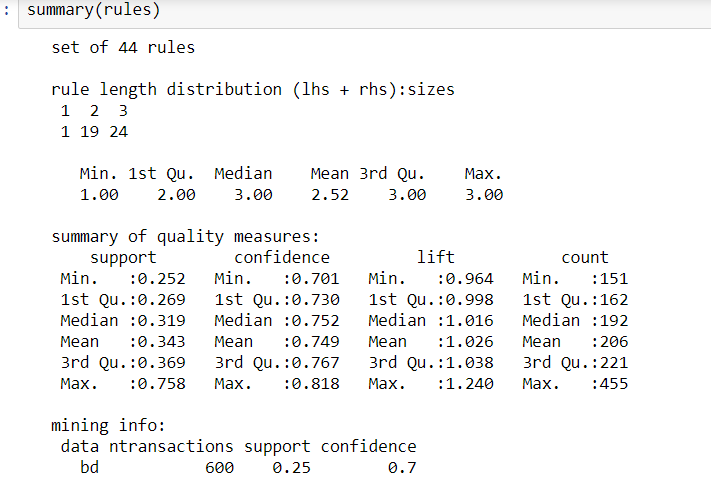 : summary(rules)
set of 44 rules
rule length distribution (lhs + rhs):sizes
1 2 3
1 19 24
Min. 1st Qu. Median Mean 3rd Qu. Max.
1.00 2.00 3.00 2.52 3.00 3.00
summary of quality measures:
support confidence lift count
Min. :0.252 Min. :0.701 Min. :0.964 Min. :151
1st Qu.:0.269 1st Qu.:0.730 1st Qu.:0.998 1st Qu.:162
Median :0.319 Median :0.752 Median :1.016 Median :192
Mean :0.343 Mean :0.749 Mean :1.026 Mean :206
3rd Qu.:0.369 3rd Qu.:0.767 3rd Qu.:1.038 3rd Qu.:221
Max. :0.758 Max. :0.818 Max. :1.240 Max. :455
mining info:
data ntransactions support confidence
bd 600 0.25 0.7